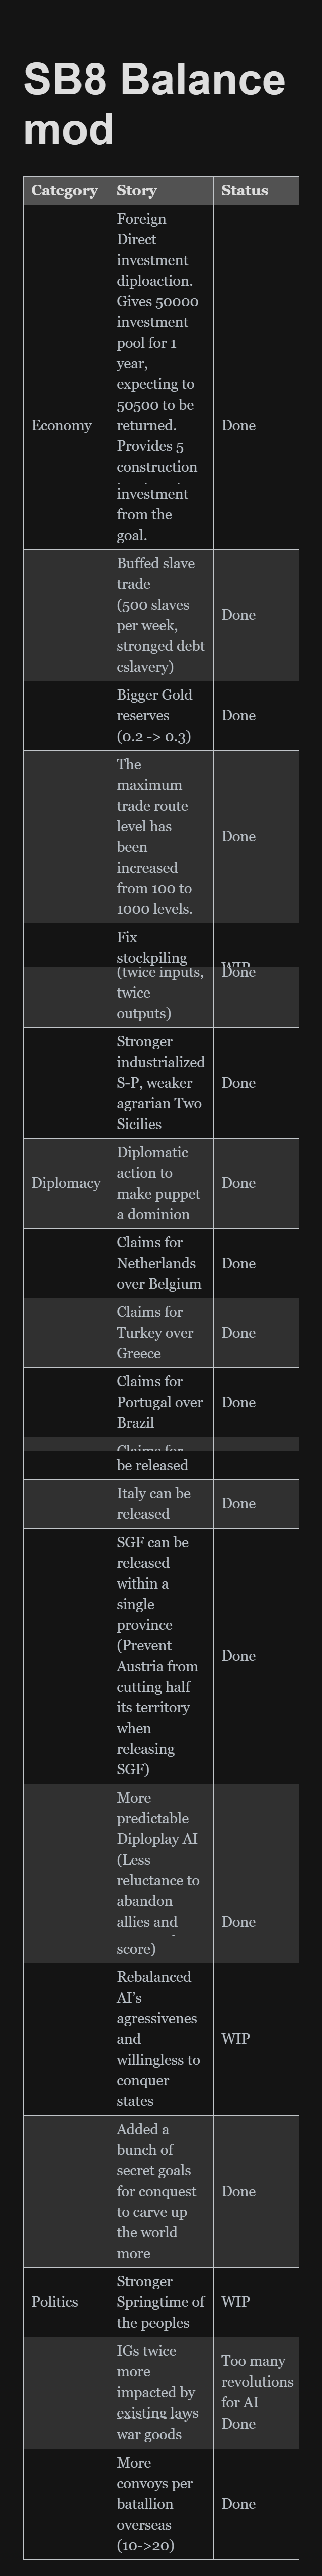 SB8 Balance
mod
Category Story Status
Foreign
Direct
investment
diploaction.
Gives 50000
investment
pool for 1
year,
expecting to
50500 to be
Economy returned. Done
Provides 5
construction
investment
from the
goal.
Buffed slave
trade
(500 slaves Done
per week,
stronged debt
cslavery)
Bigger Gold
reserves Done
(0.2 -> 0.3)
The
maximum
trade route
level has Done
been
increased
from 100 to
1000 levels.
Fix
stockpiling WIP
(twice inputs, Done
twice
outputs)
Stronger
industrialized
S-P, weaker Done
agrarian Two
Sicilies
Diplomatic
Diplomacy action to Done
make puppet
a dominion
Claims for
Netherlands Done
over Belgium
Claims for
Turkey over Done
Greece
Claims for
Portugal over Done
Brazil
Claims for
be released
Italy can be Done
released
SGF can be
released
within a
single
province
(Prevent Done
Austria from
cutting half
its territory
when
releasing
SGF)
More
predictable
Diploplay AI
(Less
reluctance to
abandon
allies and Done
score)
Rebalanced
AI’s
agressivenes
and WIP
willingless to
conquer
states
Added a
bunch of
secret goals
for conquest Done
to carve up
the world
more
Stronger
Politics Springtime of WIP
the peoples
IGs twice
more Too many
impacted by revolutions
existing laws for AI
war goods Done
More
convoys per
batallion Done
overseas
(10->20)